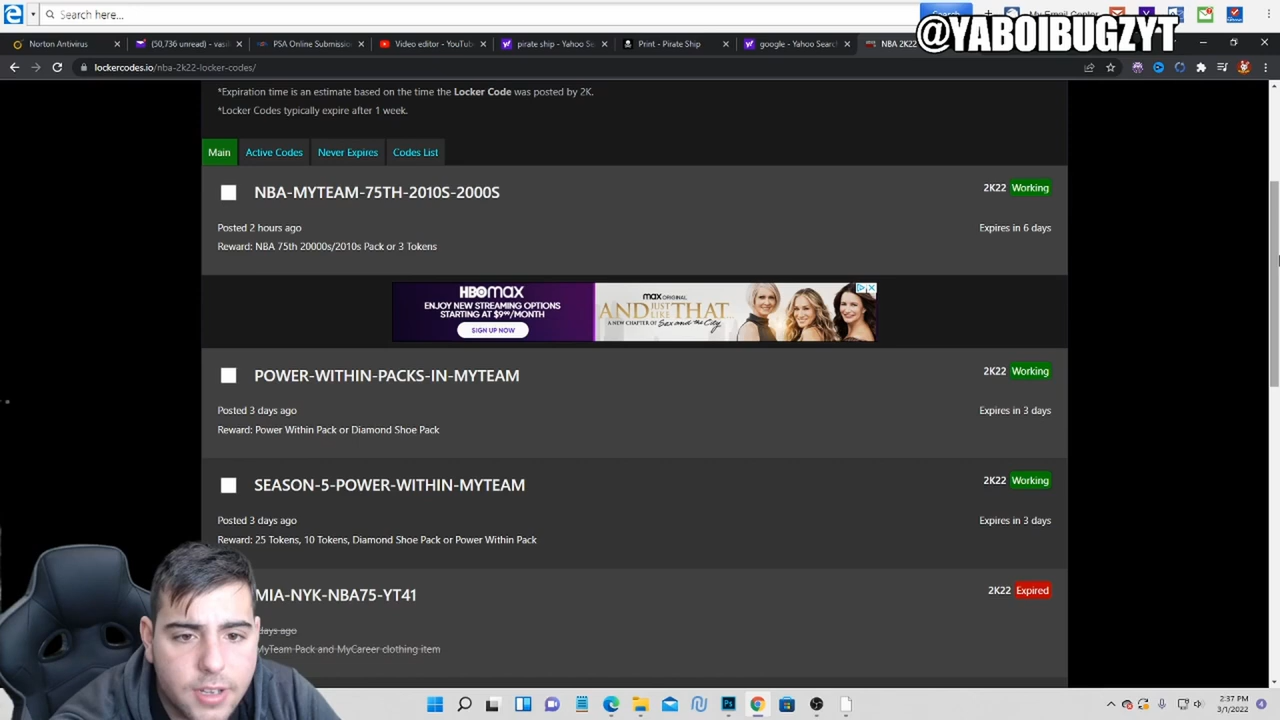 Search here...
Search
My Email Center
@YABOIBUGZYT
Norton Antivirus
(50,736 unread) - vasil
PSA Online Submissio
Video editor - YouTub
pirate ship - Yahoo Se
Print - Pirate Ship
google - Yahoo Searc
NBA 2K22
lockercodes.io/nba-2k22-locker-codes/
*Expiration time is an estimate based on the time the Locker Code was posted by 2K.
*Locker Codes typically expire after 1 week.
Main Active Codes Never Expires Codes List
NBA-MYTEAM-75TH-2010S-2000S
2K22 Working
Posted 2 hours ago
Expires in 6 days
Reward: NBA 75th 20000s/2010s Pack or 3 Tokens
HBOMAX
ENJOY NEW STREAMING OPTIONS
STARTING AT $9.99/MONTH
SIGN UP NOW
max ORIGINAL
AND JUST LIKE THAT...
A NEW CHAPTER OF Sex and the City
POWER-WITHIN-PACKS-IN-MYTEAM
2K22 Working
Posted 3 days ago
Expires in 3 days
Reward: Power Within Pack or Diamond Shoe Pack
SEASON-5-POWER-WITHIN-MYTEAM
2K22 Working
Posted 3 days ago
Expires in 3 days
Reward: 25 Tokens, 10 Tokens, Diamond Shoe Pack or Power Within Pack
MIA-NYK-NBA75-YT41
2K22 Expired
days ago
MyTeam Pack and MyCareer clothing item
2:37 PM
3/1/2022